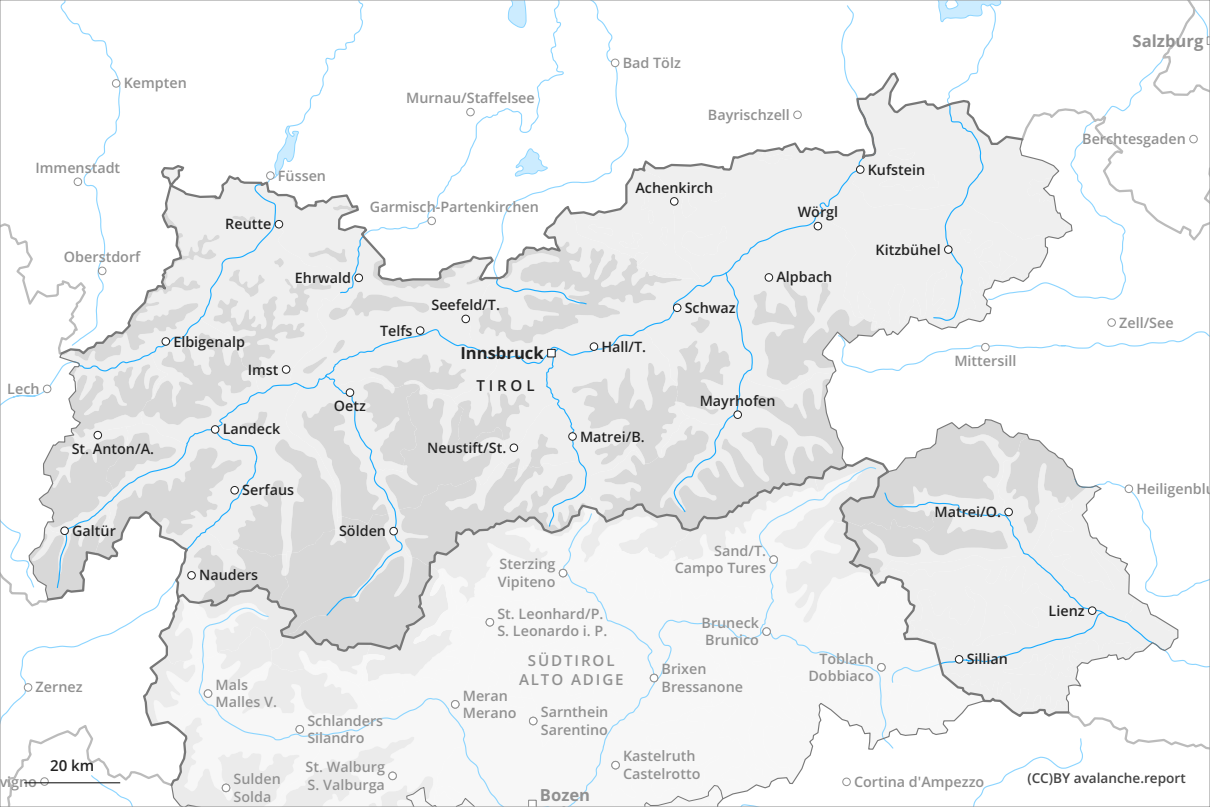 Salzburg
Bad Tölz
Kempten
Murnau/Staffelsee
Bayrischzell
Berchtesgaden
Immenstadt
Füssen
Kufstein
Achenkirch
Garmisch-Partenkirchen
Wörgl
Reutte
Kitzbühel
Oberstdorf
Ehrwald
Alpbach
Seefeld/T.
Schwaz
Telfs
Zell/See
Elbigenalp
Innsbruck
Hall/T.
Mittersill
Imst
TIROL
Lech
Oetz
Mayrhofen
Landeck
Matrei/B.
St. Anton/A.
Neustift/St.
Serfaus
Heiligenblu
Matrei/O.
Galtür
Sölden
Sand/T.
Campo Tures
Sterzing
Vipiteno
Nauders
St. Leonhard/P.
S. Leonardo i. P.
Lienz
Bruneck
Brunico
SÜDTIROL
ALTO ADIGE
Toblach
Dobbiaco
Sillian
Brixen
Bressanone
Zernez
Mals
Malles V.
Meran
Merano
Sarnthein
Sarentino
Schlanders
Silandro
Kastelruth
Castelrotto
St. Walburg
S. Valburga
20 km
vigno
Sulden
Solda
Cortina d'Ampezzo
(CC)BY avalanche.report
Bozen